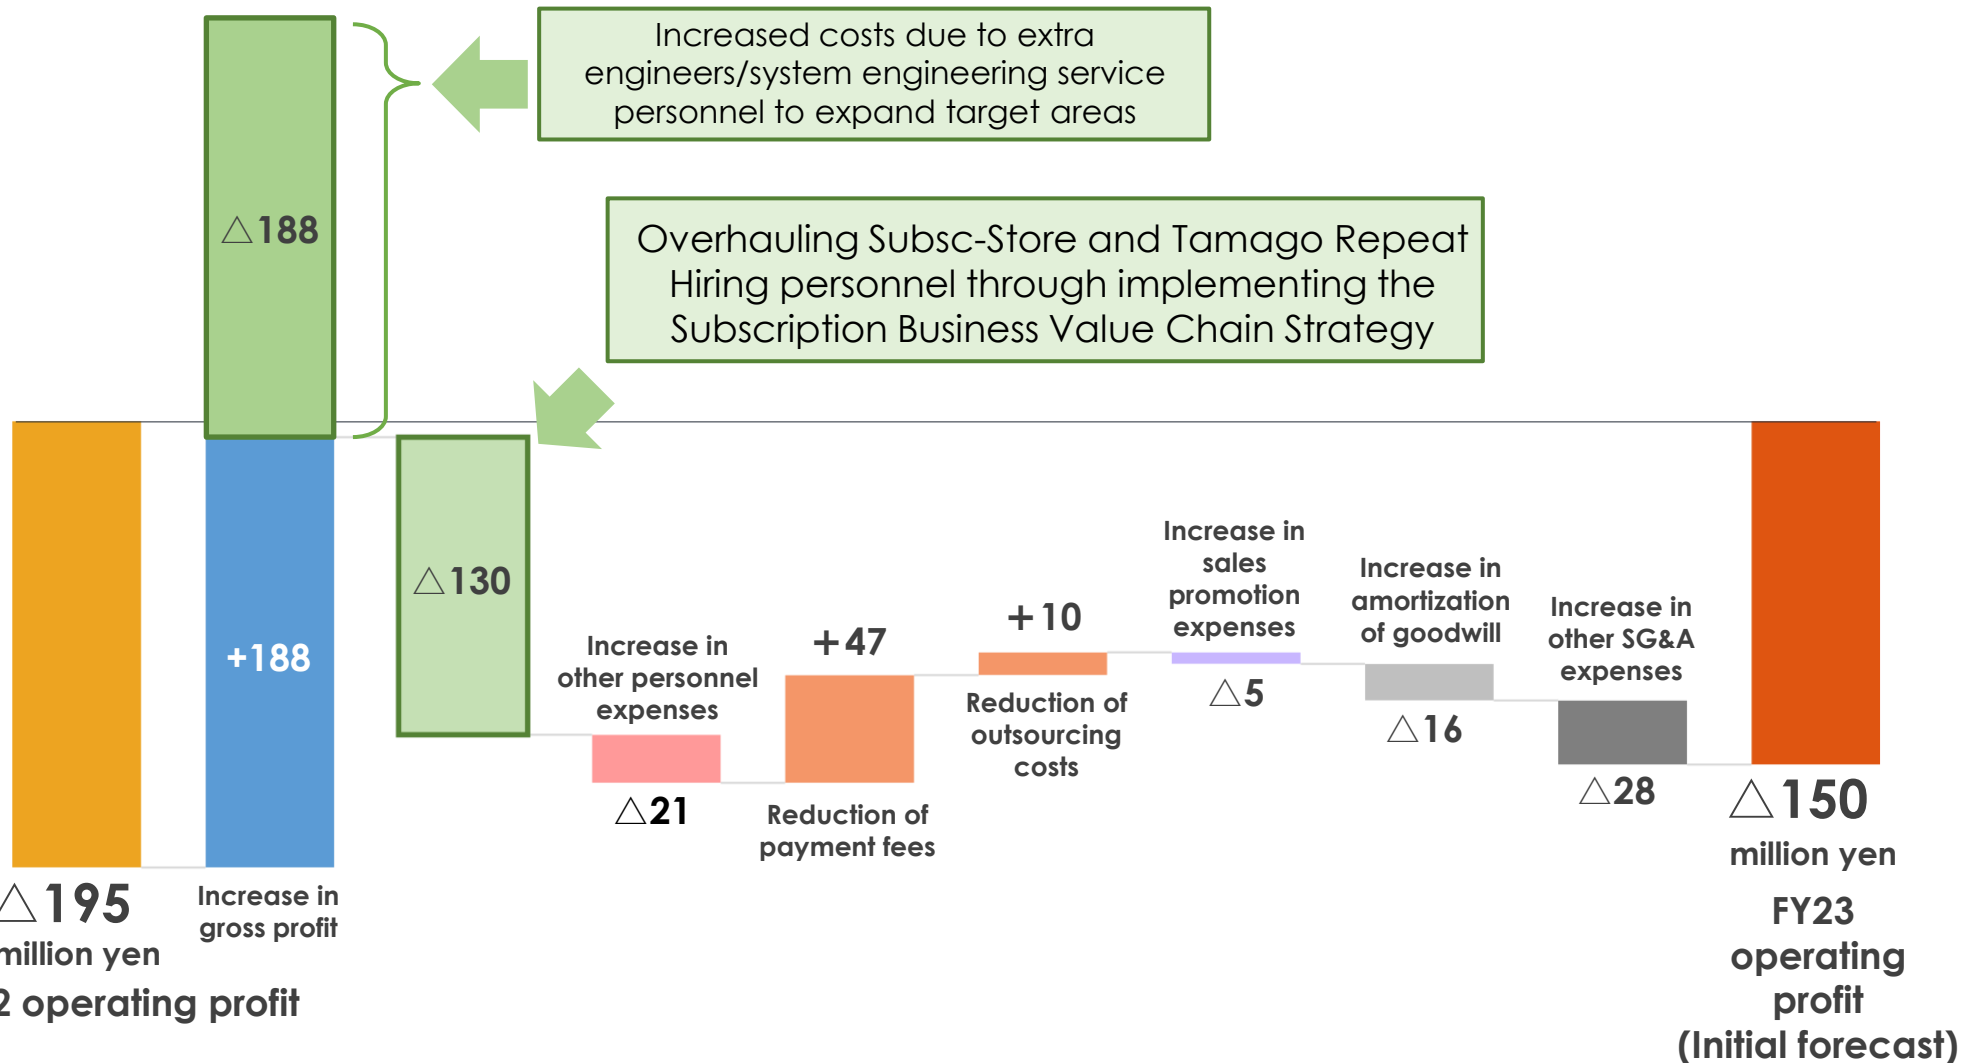 Increased costs due to extra
engineers/system engineering service
personnel to expand target areas
△188
Overhauling Subsc-Store and Tamago Repeat
Hiring personnel through implementing the
Subscription Business Value Chain Strategy
+188
△130
Increase in
other personnel
expenses
△21
+47
Reduction of
payment fees
+10
Reduction of
outsourcing
costs
Increase in
sales
promotion
expenses
△5
Increase in
amortization
of goodwill
△16
Increase in
other SG&A
expenses
△28
△195
million yen
2 operating profit
Increase in
gross profit
△150
million yen
FY23
operating
profit
(Initial forecast)